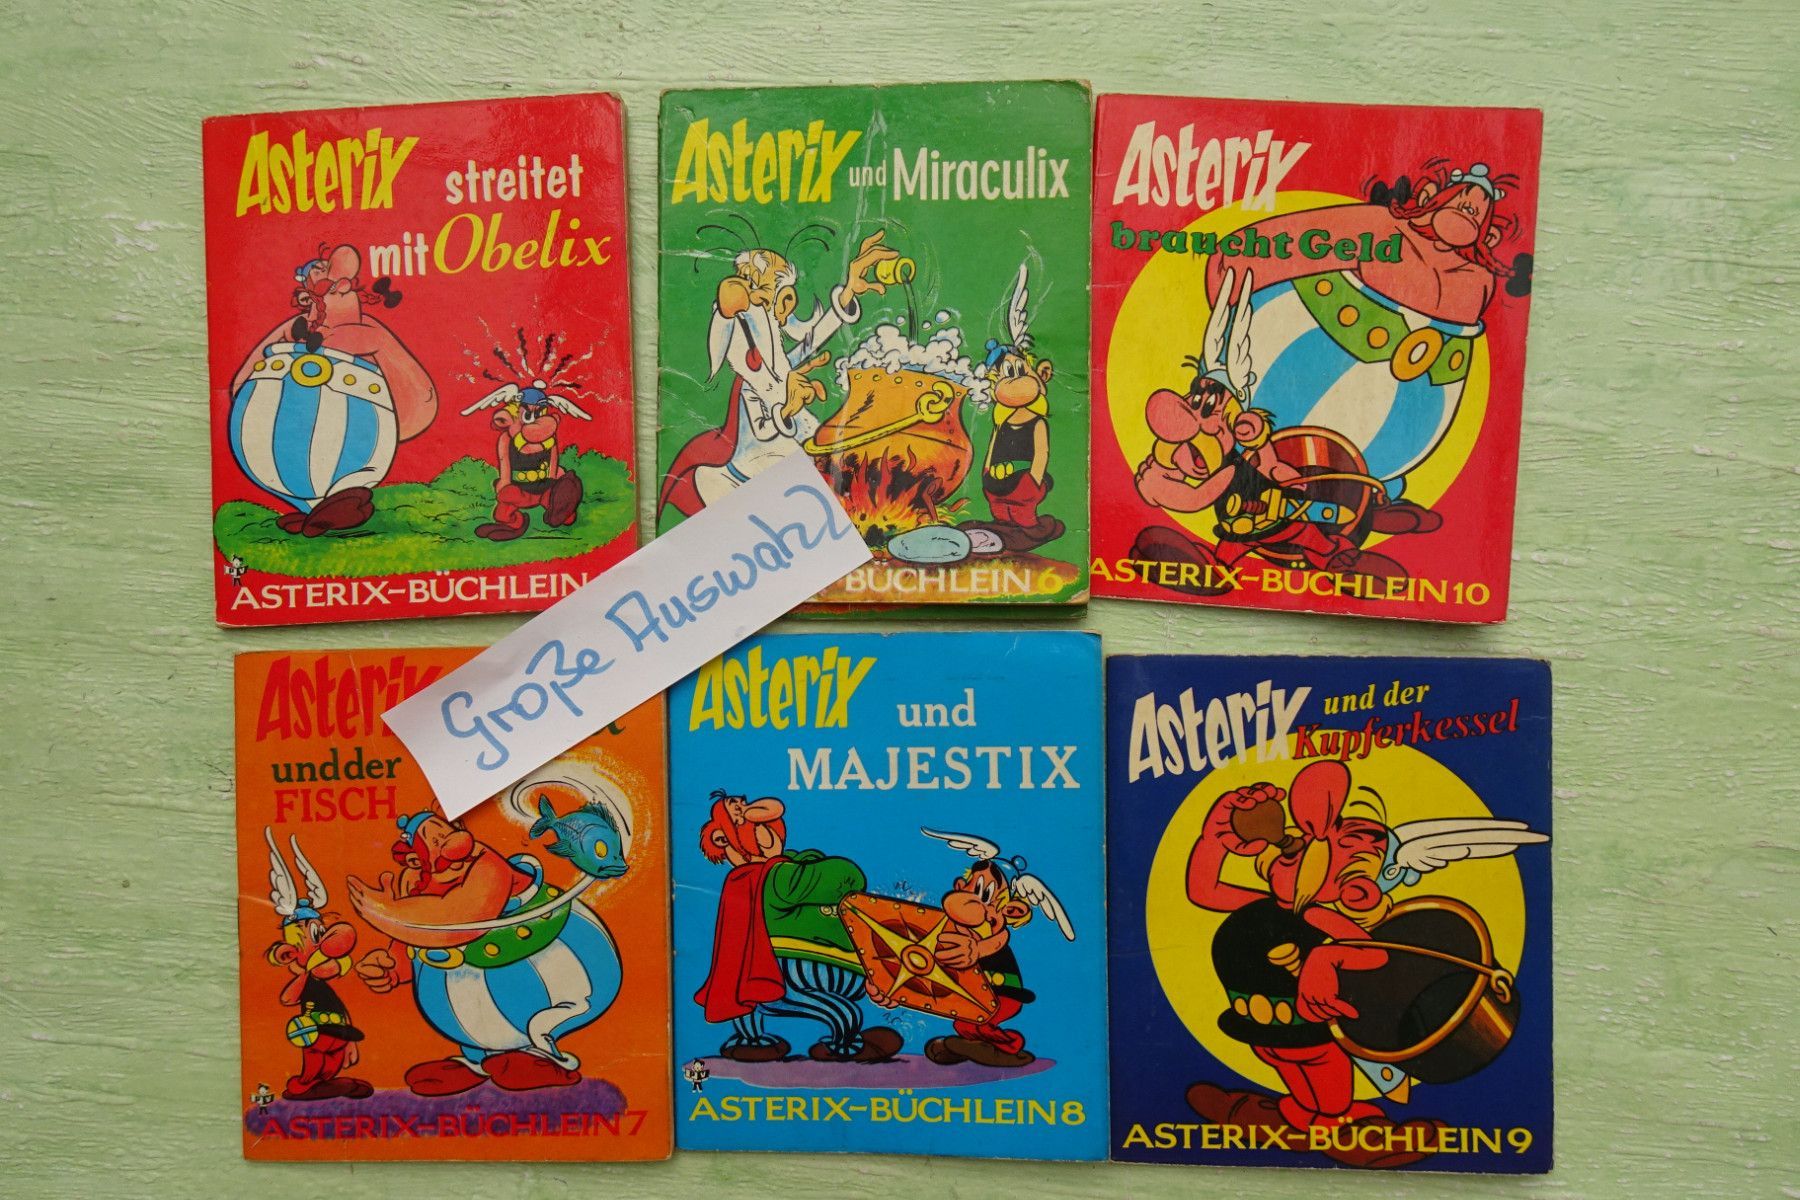 Asterix streitet
mit Obelix
ASTERIX-BÜCHLEIN
Asterix und Miraculix
BÜCHLEIN 6
Asterix
braucht Geld
ASTERIX-BÜCHLEIN 10
Große Auswahl
Asterix
und der
FISCH
ASTERIX-BÜCHLEIN 7
Asterix und
MAJESTIX
ASTERIX-BÜCHLEIN 8
Asterix und der
Kupferkessel
ASTERIX-BÜCHLEIN 9